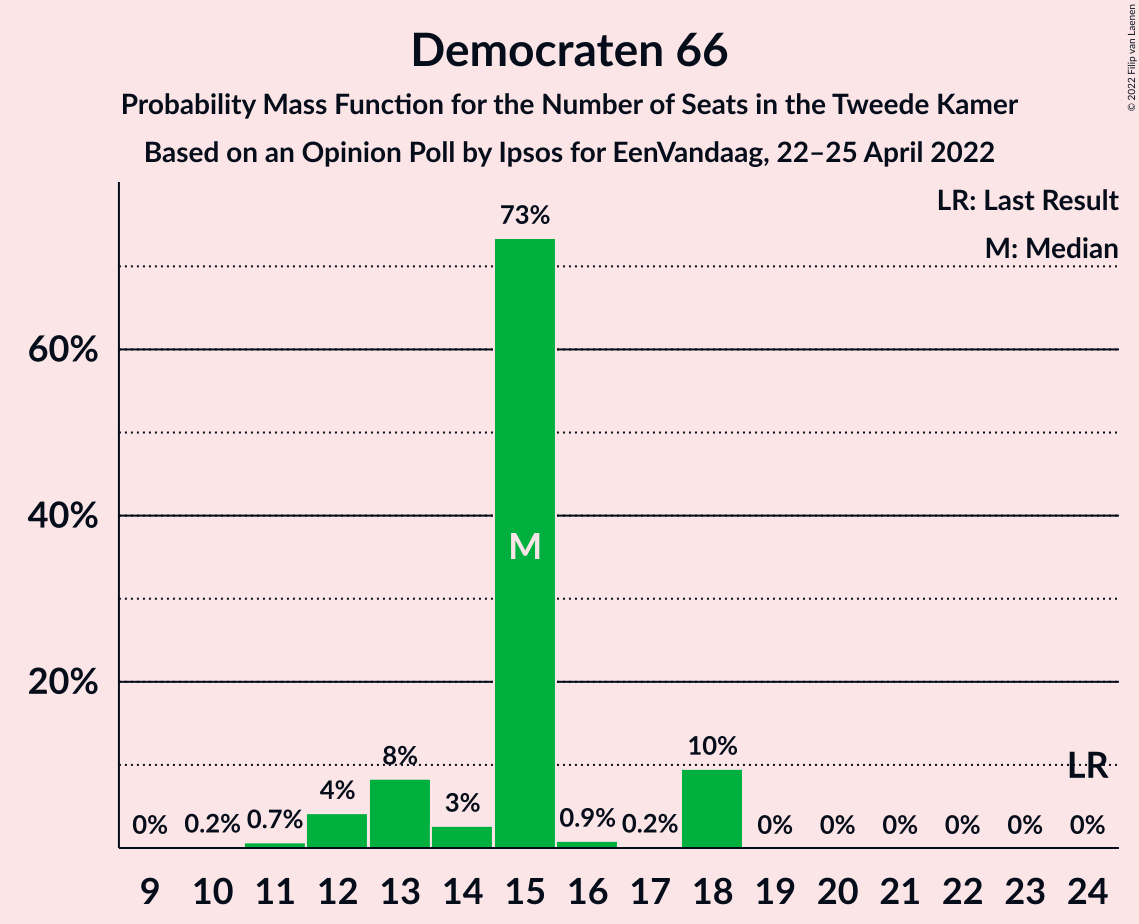 Democraten 66
Probability Mass Function for the Number of Seats in the Tweede Kamer
Based on an Opinion Poll by Ipsos for EenVandaag, 22–25 April 2022
© 2022 Filip van Laenen
LR: Last Result
M: Median
73%
60%
40%
M
20%
10%
8%
LR
4%
3%
0% 0.2% 0.7% 0.9% 0.2% 0% 0% 0% 0% 0% 0%
9 10 11 12 13 14 15 16 17 18 19 20 21 22 23 24